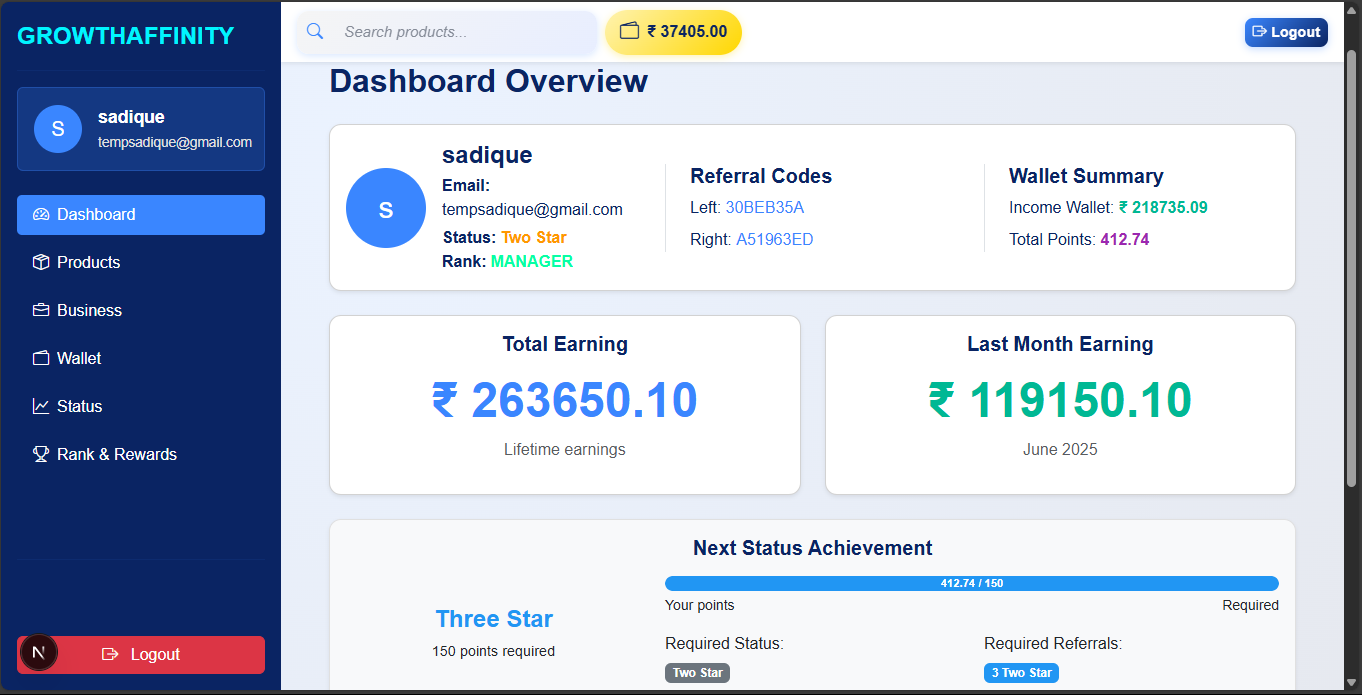 GROWTHAFFINITY
Search products...
₹ 37405.00
Logout
S
sadique
tempsadique@gmail.com
Dashboard
Products
Business
Wallet
Status
Rank & Rewards
N
Logout
Dashboard Overview
S
sadique
Email:
tempsadique@gmail.com
Status: Two Star
Rank: MANAGER
Referral Codes
Left: 30BEB35A
Right: A51963ED
Wallet Summary
Income Wallet: ₹ 218735.09
Total Points: 412.74
Total Earning
₹ 263650.10
Lifetime earnings
Last Month Earning
₹ 119150.10
June 2025
Next Status Achievement
Three Star
150 points required
412.74 / 150
Your points
Required
Required Status:
Two Star
Required Referrals:
3 Two Star